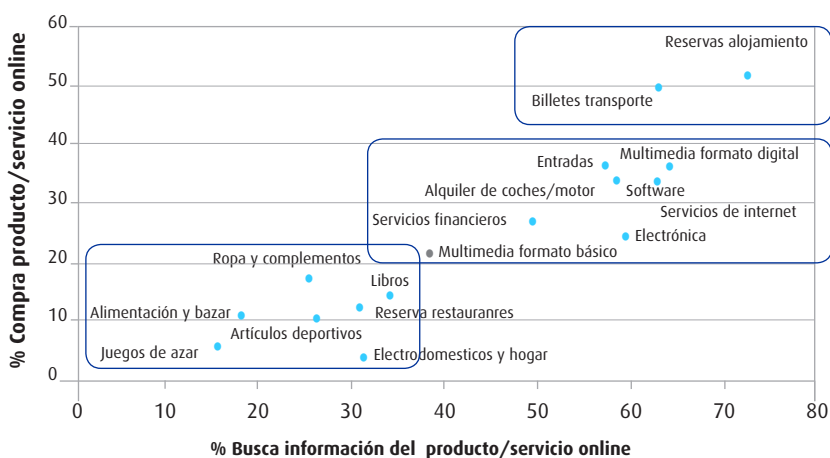 60
Reservas alojamiento
50
Billetes transporte
40
Entradas
Multimedia formato digital
30
Alquiler de coches/motor
Software
Servicios financieros
Servicios de internet
Electrónica
20
Multimedia formato básico
Ropa y complementos
Libros
10
Alimentación y bazar
Reserva restauranres
Artículos deportivos
Juegos de azar
Electrodomesticos y hogar
0
0 10 20 30 40 50 60 70 80
% Compra producto/servicio online
% Busca información del producto/servicio online